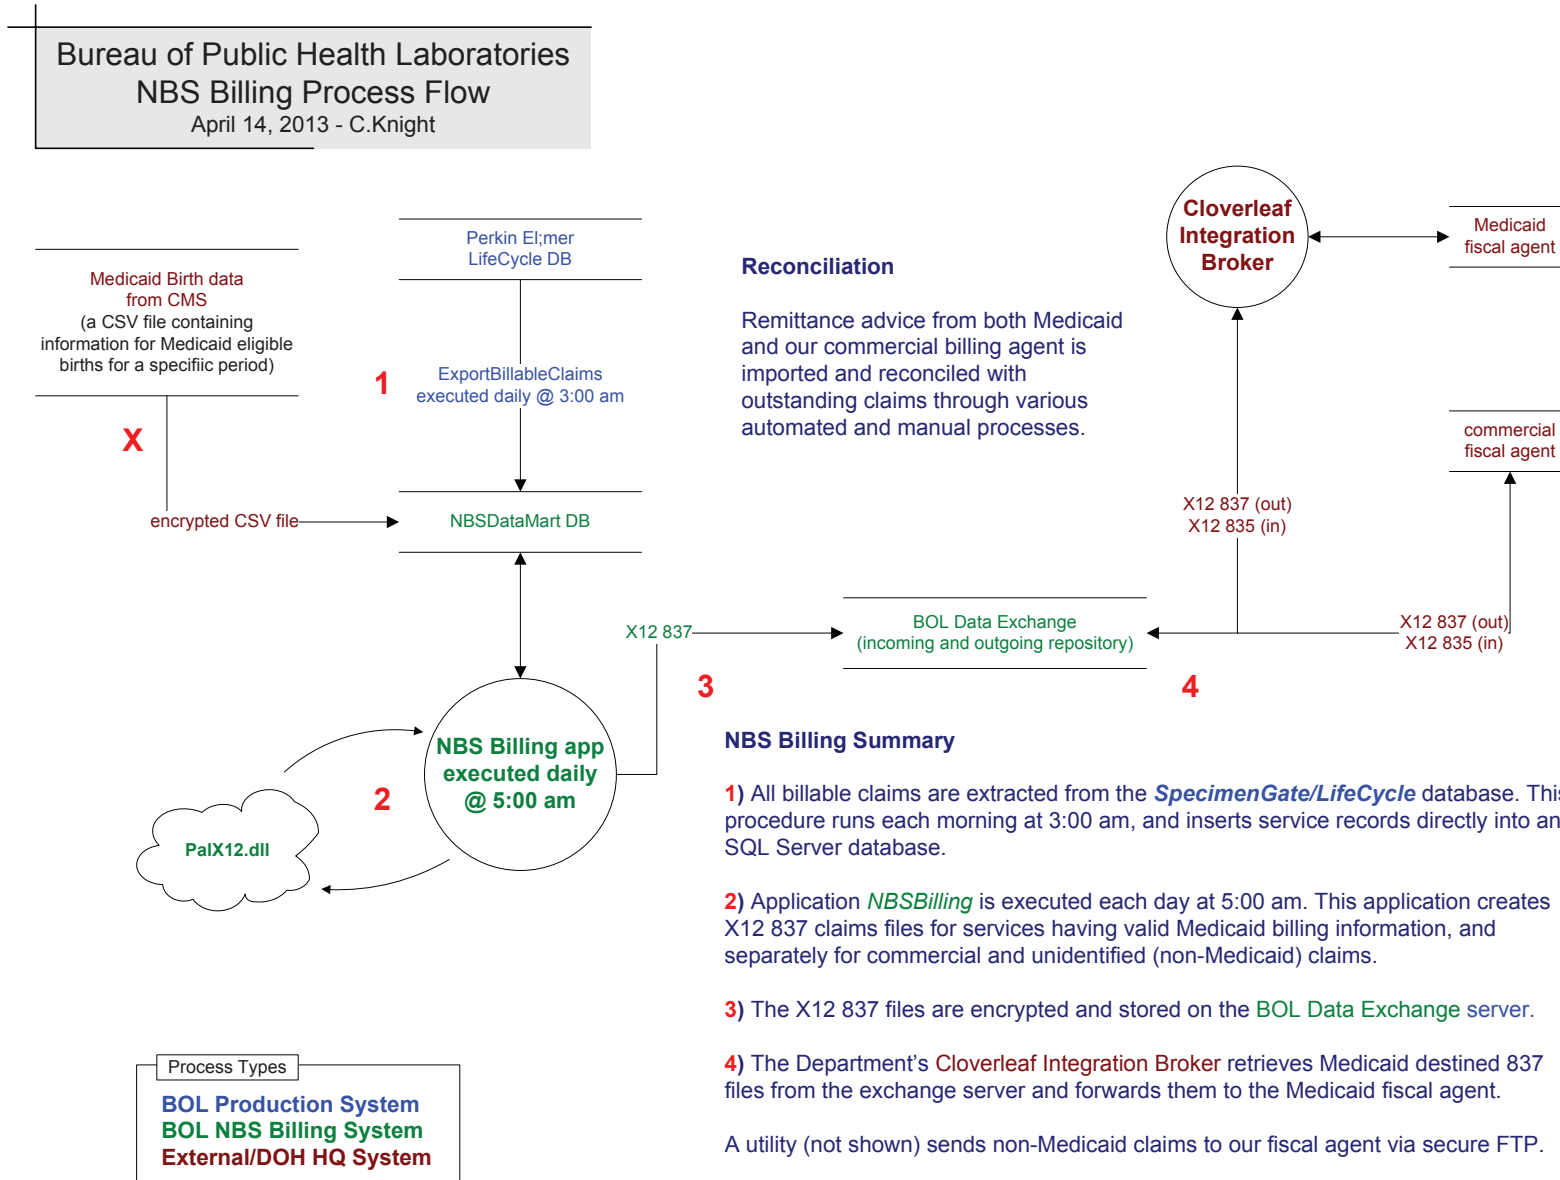 Bureau of Public Health Laboratories
NBS Billing Process Flow
April 14, 2013 - C.Knight
Medicaid Birth data
from CMS
(a CSV file containing
information for Medicaid eligible
births for a specifiic period)
X
encrypted CSV file
Perkin El;mer
LifeCycle DB
1
ExportBillableClaims
executed daily @ 3:00 am
NBSDataMart DB
Reconciliation
Remittance advice from both Medicaid
and our commercial billing agent is
imported and reconciled with
outstanding claims through various
automated and manual processes.
Cloverleaf
Integration
Broker
Medicaid
fiscal agent
commercial
fiscal agent
X12 837 (out)
X12 835 (in)
X12 837
BOL Data Exchange
(incoming and outgoing repository)
X12 837 (out)
X12 835 (in)
3
4
NBS Billing app
executed daily
@ 5:00 am
2
PalX12.dll
NBS Billing Summary
1) All billable claims are extracted from the SpecimenGate/LifeCycle database. This
procedure runs each morning at 3:00 am, and inserts service records directly into an
SQL Server database.
2) Application NBSBilling is executed each day at 5:00 am. This application creates
X12 837 claims files for services having valid Medicaid billing information, and
separately for commercial and unidentified (non-Medicaid) claims.
3) The X12 837 files are encrypted and stored on the BOL Data Exchange server.
4) The Department's Cloverleaf Integration Broker retrieves Medicaid destined 837
files from the exchange server and forwards them to the Medicaid fiscal agent.
A utility (not shown) sends non-Medicaid claims to our fiscal agent via secure FTP.
Process Types
BOL Production System
BOL NBS Billing System
External/DOH HQ System